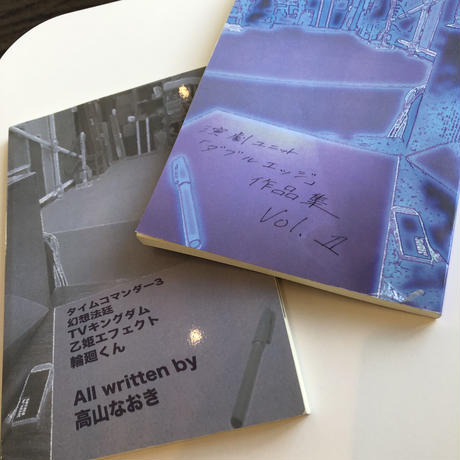 演劇ユニット
「ダブルエッジ」
作品集
Vol. 1
タイムコマンダー3
幻想法廷
TVキングダム
乙姫エフェクト
輪廻くん
All written by
高山なおき